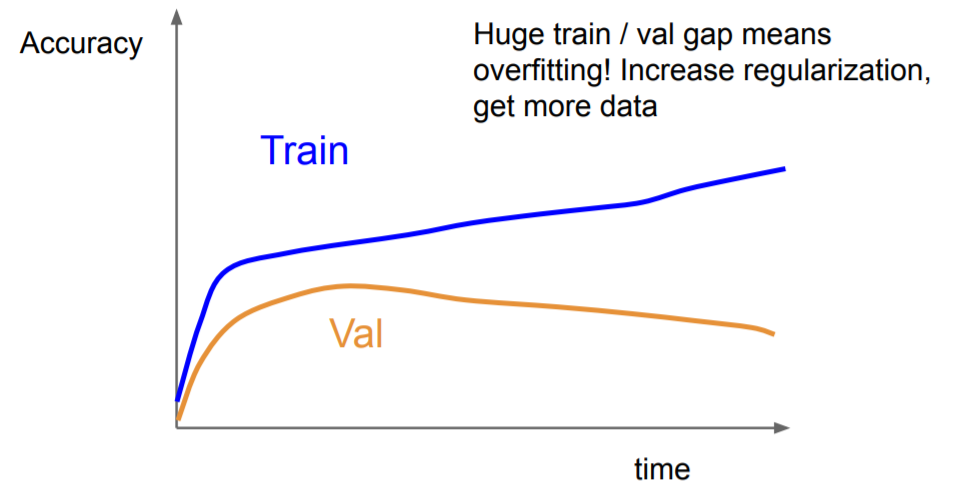 Accuracy
Huge train / val gap means
overfitting! Increase regularization,
get more data
Train
Val
time